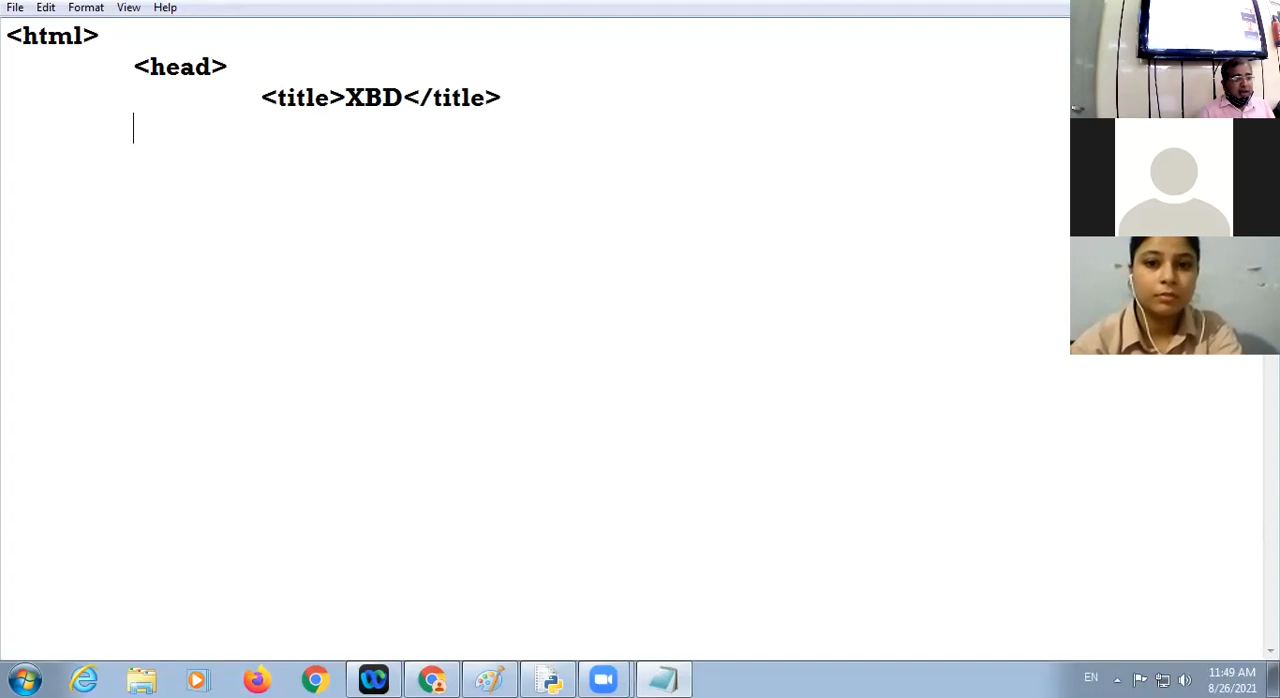 File Edit Format View Help
<html>
<head>
<title>XBD</title>
EN
11:49 AM
8/26/2021